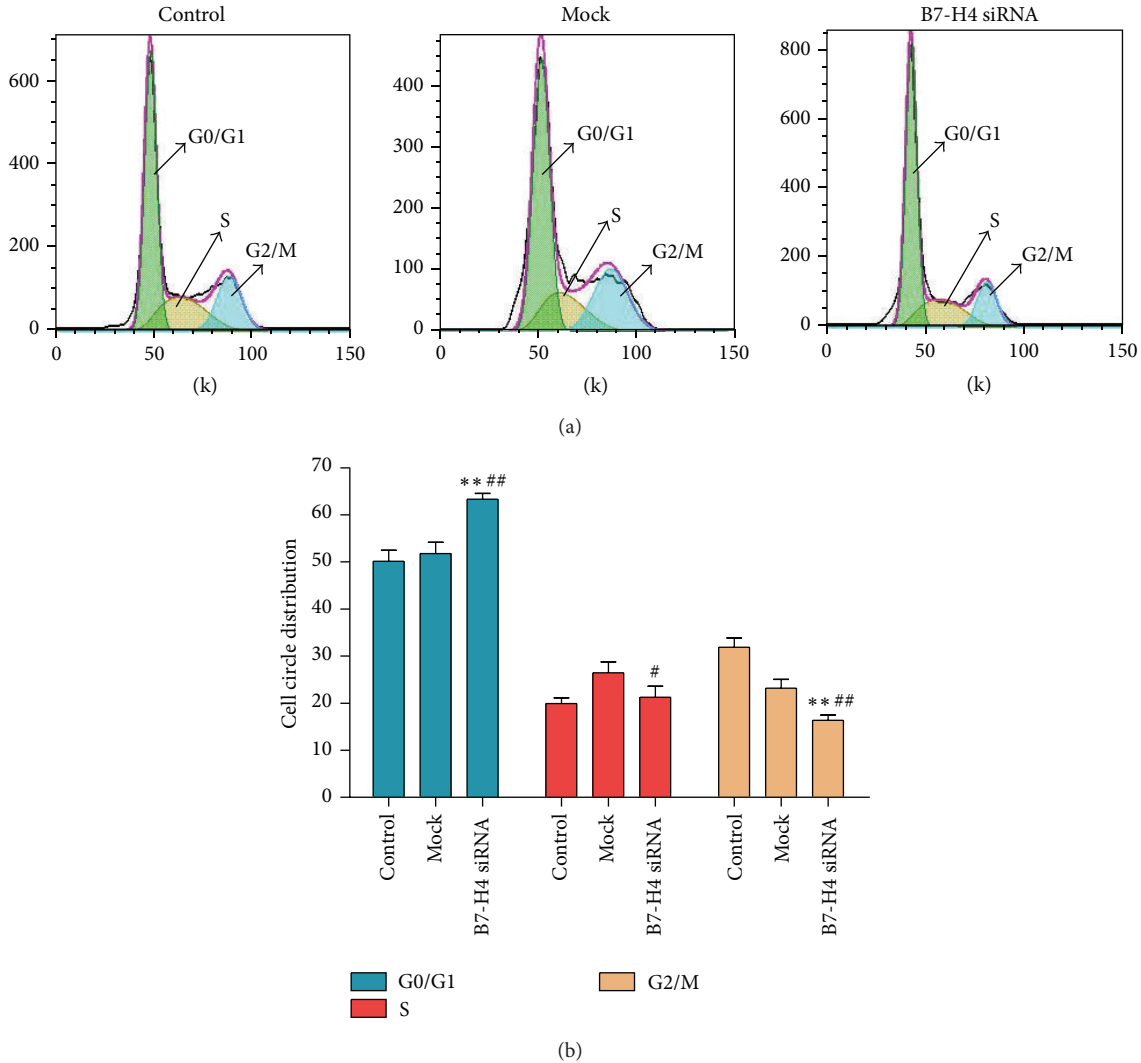 Control
600
400
200
0
G0/G1
S
G2/M
0 50 100 150
(k)
Mock
400
300
200
100
0
G0/G1
S
G2/M
0 50 100 150
(k)
B7-H4 siRNA
800
600
400
200
0
G0/G1
S
G2/M
0 50 100 150
(k)
(a)
Cell circle distribution
70
60
50
40
30
20
10
0
** ##
#
** ##
Control
Mock
B7-H4 siRNA
Control
Mock
B7-H4 siRNA
Control
Mock
B7-H4 siRNA
G0/G1
S
G2/M
(b)